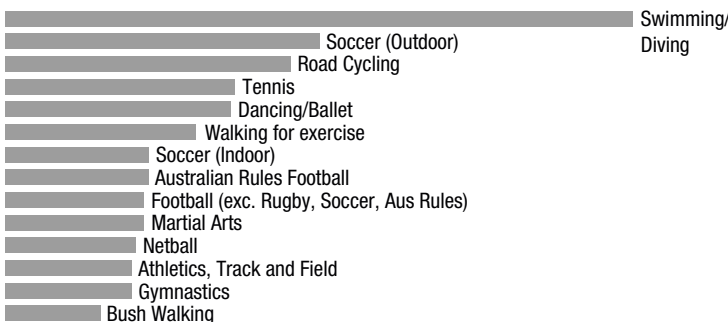 Swimming/
Diving
Soccer (Outdoor)
Road Cycling
Tennis
Dancing/Ballet
Walking for exercise
Soccer (Indoor)
Australian Rules Football
Football (exc. Rugby, Soccer, Aus Rules)
Martial Arts
Netball
Athletics, Track and Field
Gymnastics
Bush Walking